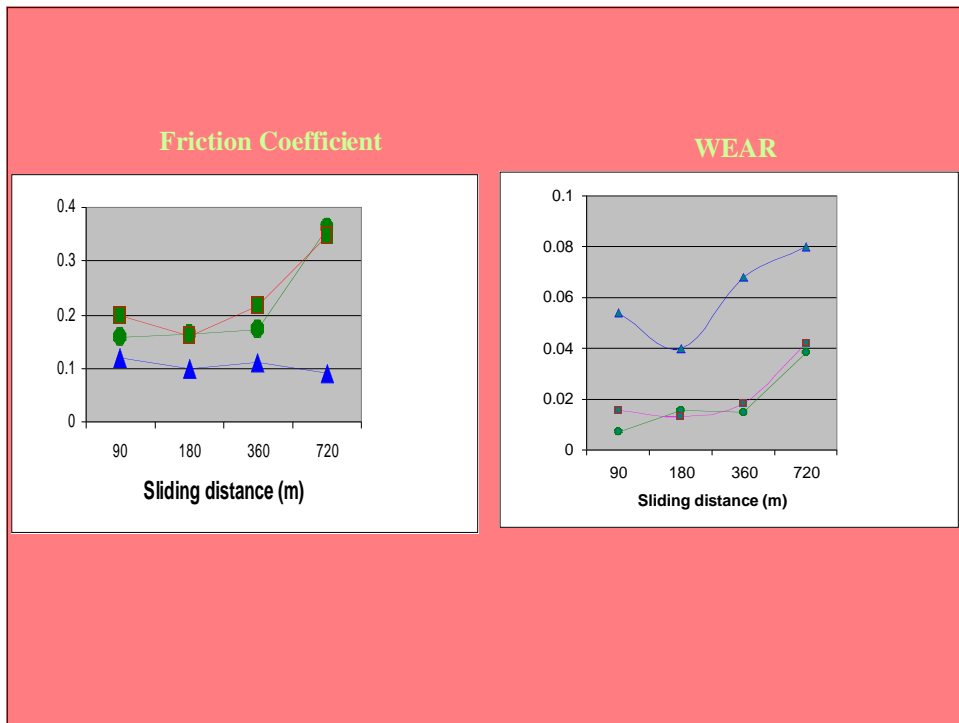 Friction Coefficient
WEAR
0.4
0.3
0.2
0.1
0
90 180 360 720
Sliding distance (m)
0.1
0.08
0.06
0.04
0.02
0
90 180 360 720
Sliding distance (m)